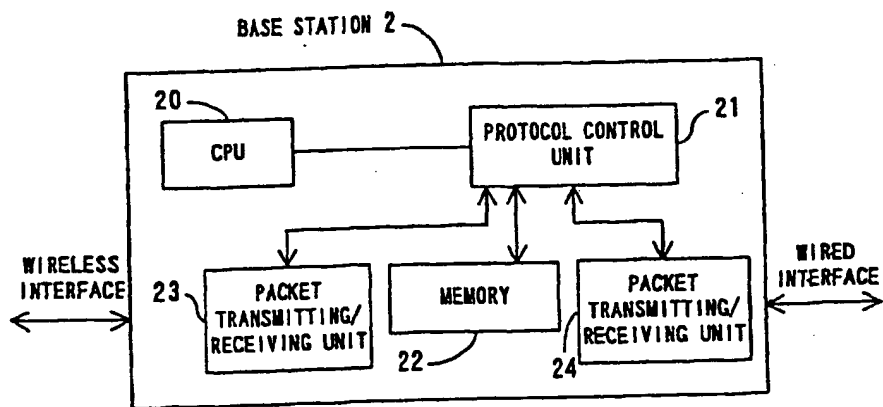 BASE STATION 2
20
CPU
PROTOCOL CONTROL
UNIT
21
WIRELESS
INTERFACE
23
PACKET
TRANSMITTING/
RECEIVING UNIT
MEMORY
22
PACKET
TRANSMITTING/
RECEIVING UNIT
24
WIRED
INTERFACE